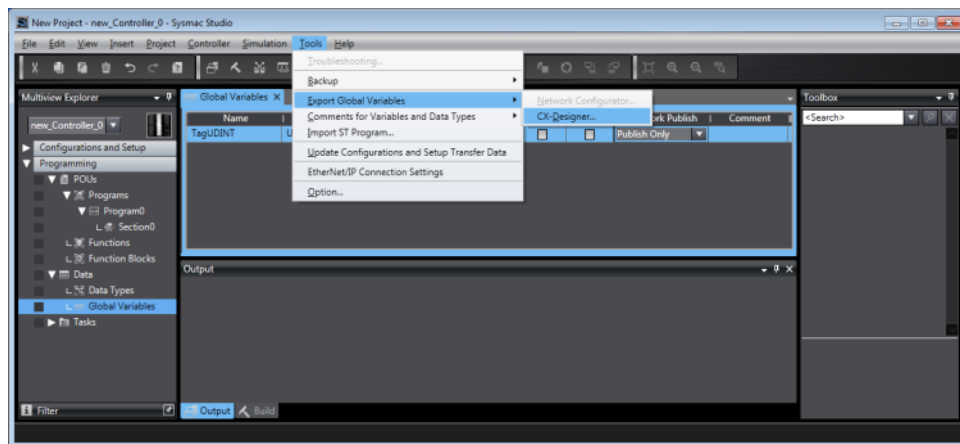 New Project - new_Controller_0 - Sysmac Studio
File Edit View Insert Project Controller Simulation Tools Help
Troubleshooting...
Backup
Export Global Variables
Comments for Variables and Data Types
Import ST Program...
Update Configurations and Setup Transfer Data
EtherNet/IP Connection Settings
Option...
Network Configurator...
CX-Designer...
Multiview Explorer
new_Controller_0
Configurations and Setup
Programming
POUs
Programs
Program0
Section0
Functions
Function Blocks
Data
Data Types
Global Variables
Tasks
Filter
Global Variables
Name Publish Comment
TagUDINT U Publish Only
Output
Output Build
Toolbox
<Search>